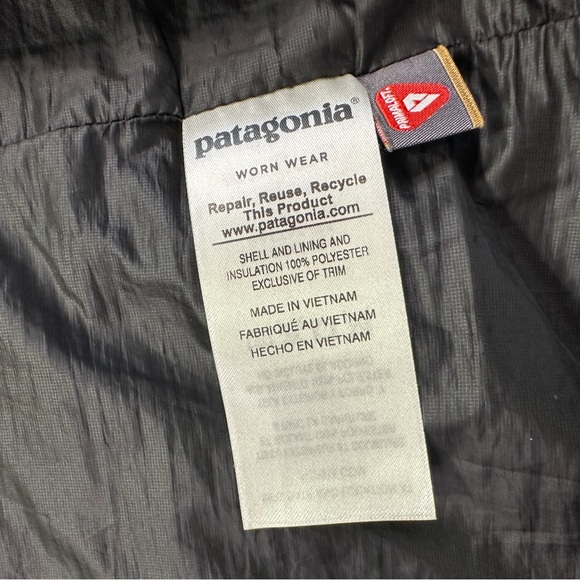 patagonia®
WORN WEAR
Repair, Reuse, Recycle
This Product
www.patagonia.com
SHELL AND LINING AND
INSULATION 100% POLYESTER
EXCLUSIVE OF TRIM
MADE IN VIETNAM
FABRIQUÉ AU VIETNAM
HECHO EN VIETNAM
PRIMALOFT®